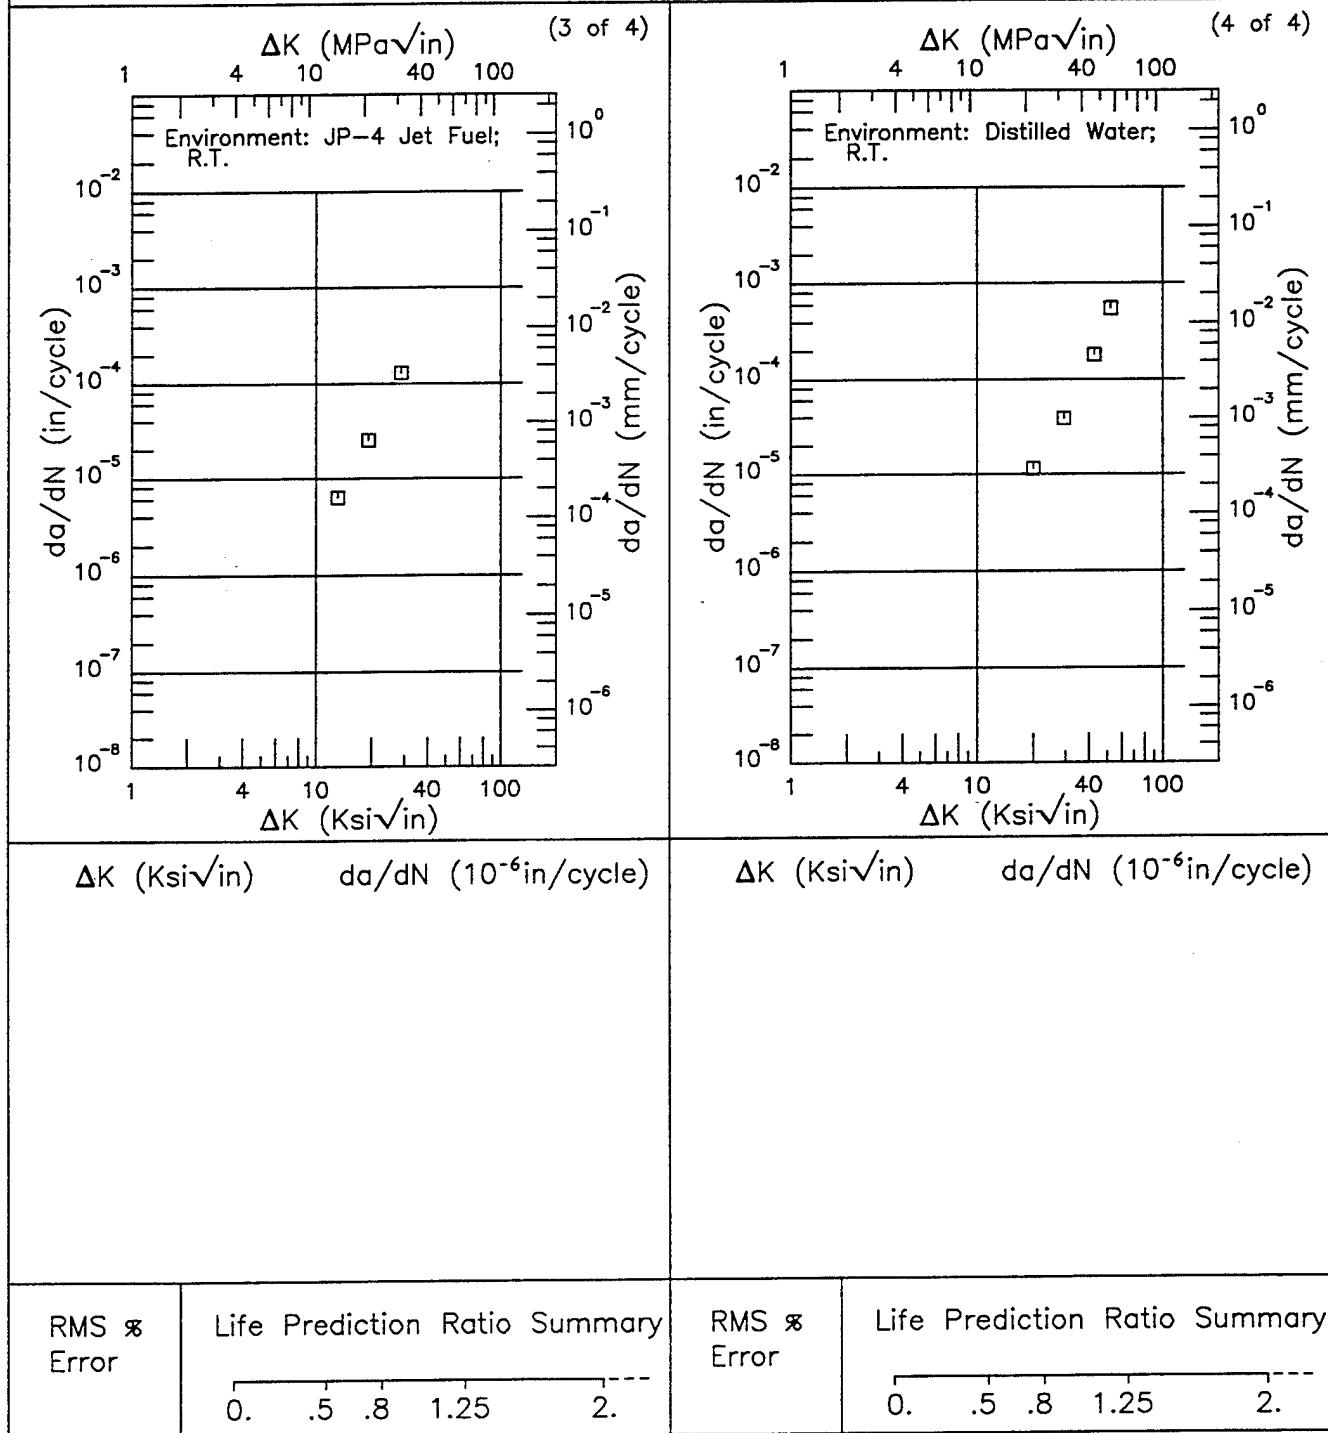 (3 of 4)
ΔK (MPa√in)
1 4 10 40 100
Environment: JP-4 Jet Fuel;
R.T.
10⁻²
10⁻³
10⁻⁴
10⁻⁵
10⁻⁶
10⁻⁷
10⁻⁸
da/dN (in/cycle)
10⁰
10⁻¹
10⁻²
10⁻³
10⁻⁴
10⁻⁵
10⁻⁶
da/dN (mm/cycle)
1 4 10 40 100
ΔK (Ksi√in)
ΔK (Ksi√in) da/dN (10⁻⁶in/cycle)
RMS %
Error
Life Prediction Ratio Summary
0. .5 .8 1.25 2.
(4 of 4)
ΔK (MPa√in)
1 4 10 40 100
Environment: Distilled Water;
R.T.
10⁻²
10⁻³
10⁻⁴
10⁻⁵
10⁻⁶
10⁻⁷
10⁻⁸
da/dN (in/cycle)
10⁰
10⁻¹
10⁻²
10⁻³
10⁻⁴
10⁻⁵
10⁻⁶
da/dN (mm/cycle)
1 4 10 40 100
ΔK (Ksi√in)
ΔK (Ksi√in) da/dN (10⁻⁶in/cycle)
RMS %
Error
Life Prediction Ratio Summary
0. .5 .8 1.25 2.